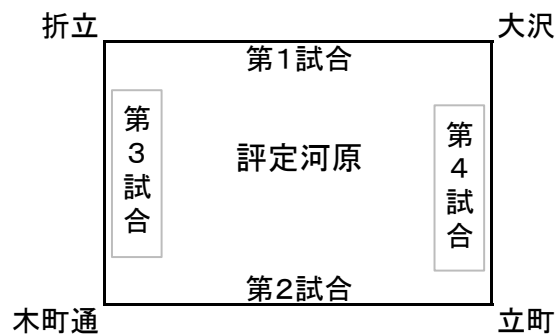 折立
大沢
第1試合
第3試合
評定河原
第4試合
第2試合
木町通
立町